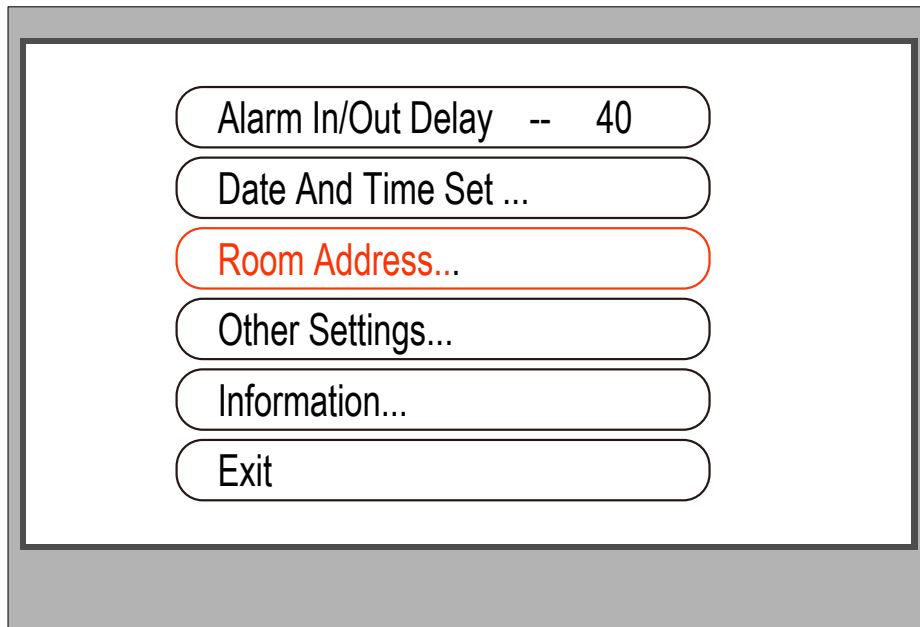 Alarm In/Out Delay -- 40
Date And Time Set ...
Room Address...
Other Settings...
Information...
Exit